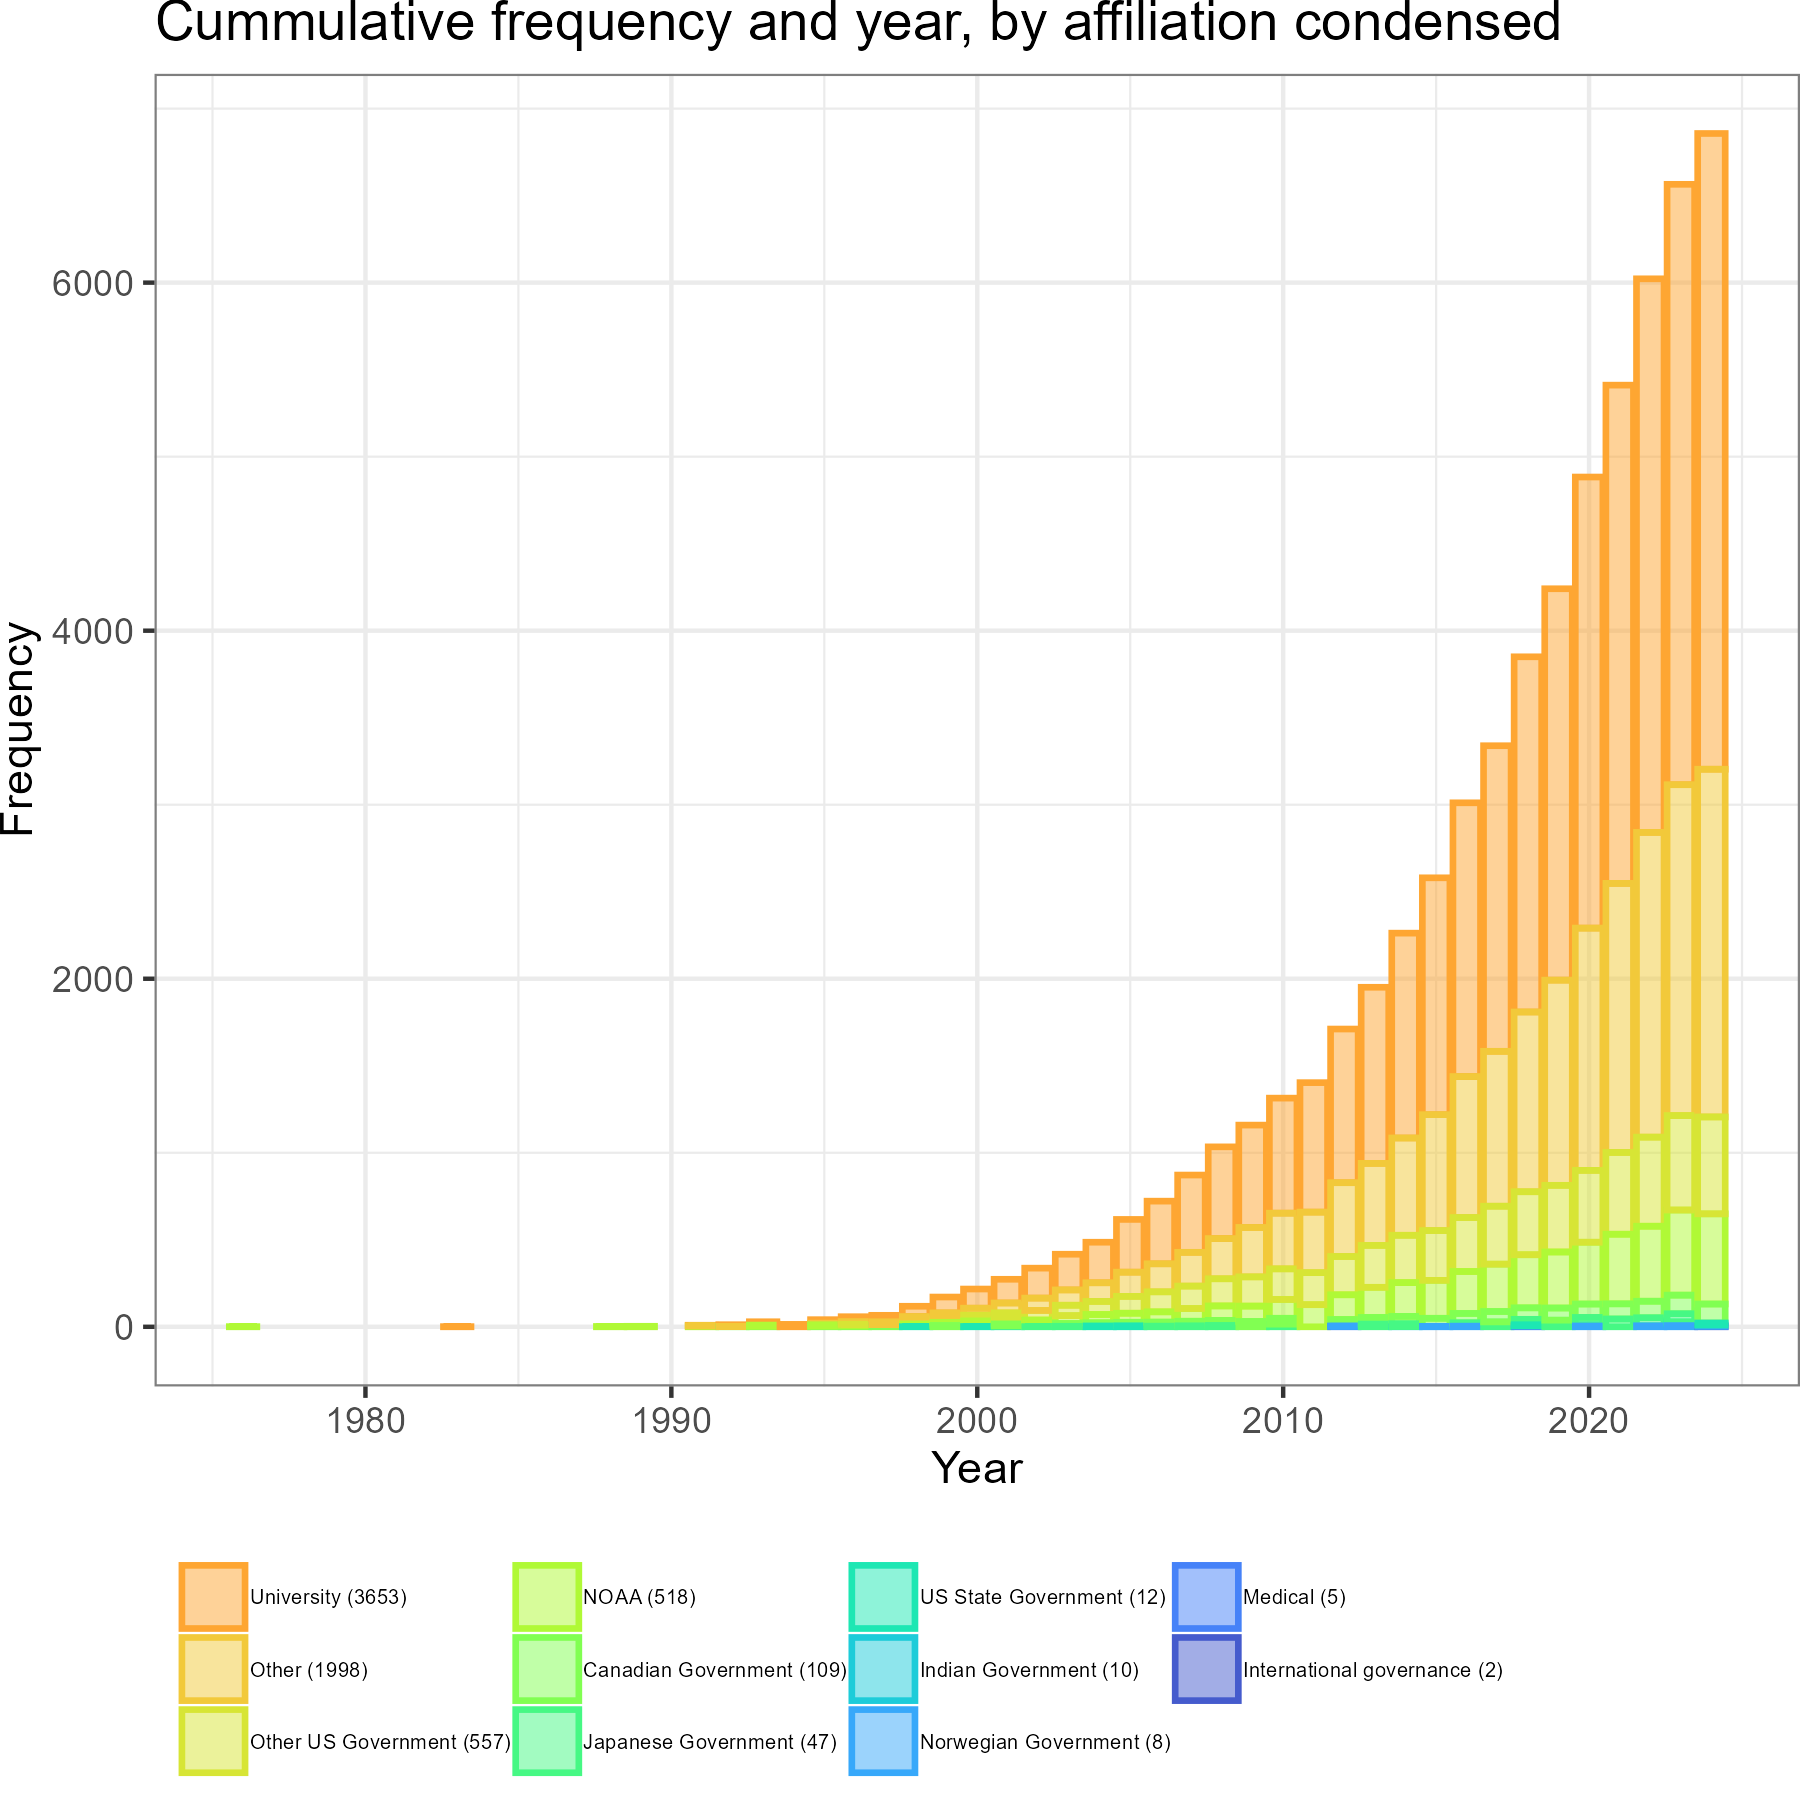 Cummulative frequency and year, by affiliation condensed
Frequency
6000
4000
2000
0
1980 1990 2000 2010 2020
Year
University (3653) NOAA (518) US State Government (12) Medical (5)
Other (1998) Canadian Government (109) Indian Government (10) International governance (2)
Other US Government (557) Japanese Government (47) Norwegian Government (8)